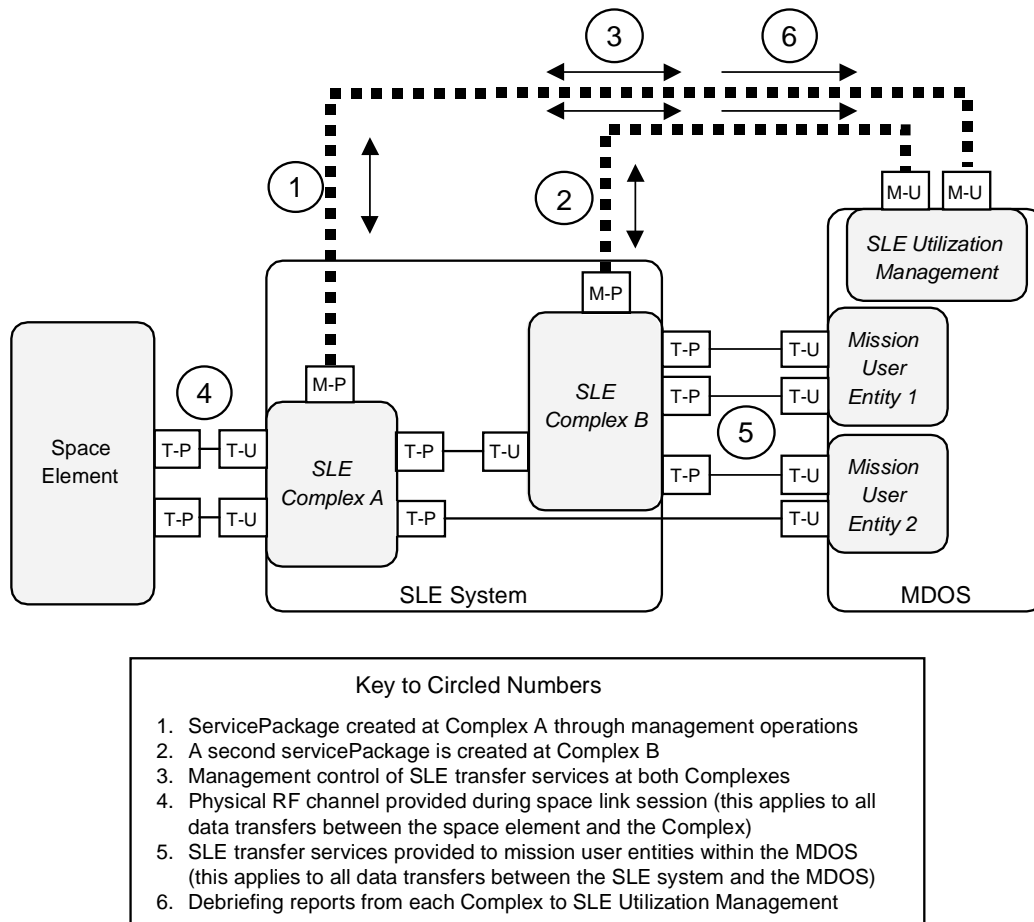 3
6
1
2
M-U
M-U
SLE Utilization
Management
M-P
M-P
Space
Element
4
T-P
T-U
T-P
T-U
SLE
Complex A
T-P
T-U
T-P
SLE
Complex B
T-P
T-U
T-P
T-U
5
T-P
T-U
T-U
Mission
User
Entity 1
Mission
User
Entity 2
SLE System
MDOS
Key to Circled Numbers
1. ServicePackage created at Complex A through management operations
2. A second servicePackage is created at Complex B
3. Management control of SLE transfer services at both Complexes
4. Physical RF channel provided during space link session (this applies to all
data transfers between the space element and the Complex)
5. SLE transfer services provided to mission user entities within the MDOS
(this applies to all data transfers between the SLE system and the MDOS)
6. Debriefing reports from each Complex to SLE Utilization Management